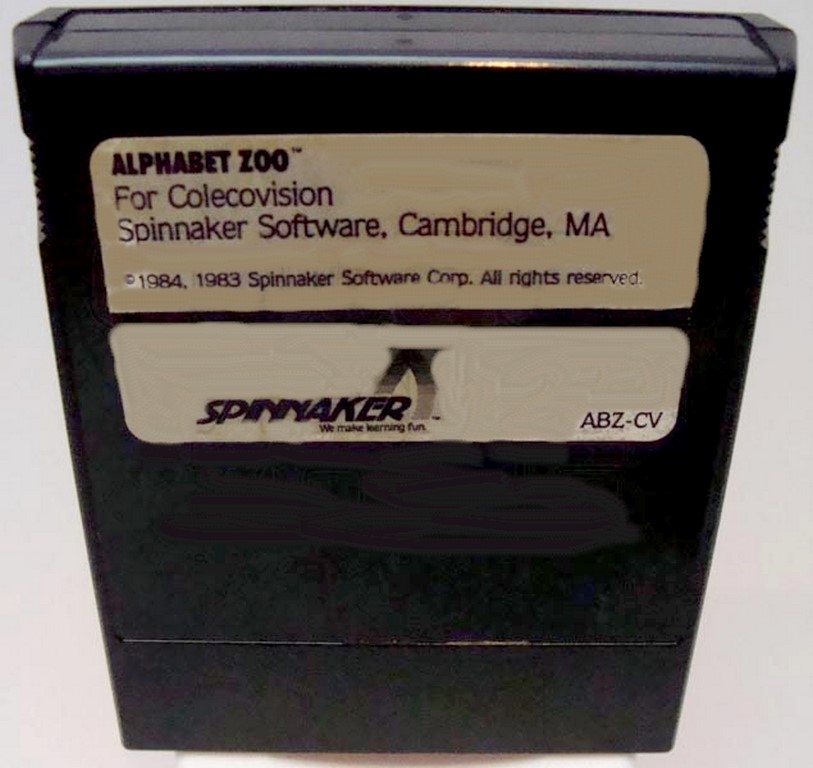 ALPHABET ZOO™
For Colecovision
Spinnaker Software, Cambridge, MA
©1984, 1983 Spinnaker Software Corp. All rights reserved.
SPINNAKER™
We make learning fun.
ABZ-CV